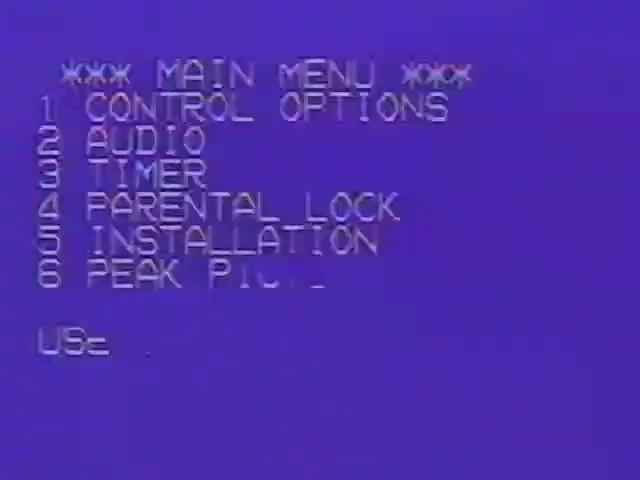 *** MAIN MENU ***
1 CONTROL OPTIONS
2 AUDIO
3 TIMER
4 PARENTAL LOCK
5 INSTALLATION
6 PEAK
USE